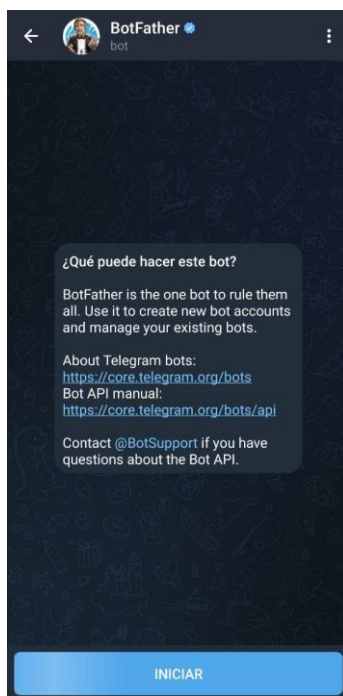 BotFather
bot
¿Qué puede hacer este bot?
BotFather is the one bot to rule them
all. Use it to create new bot accounts
and manage your existing bots.
About Telegram bots:
https://core.telegram.org/bots
Bot API manual:
https://core.telegram.org/bots/api
Contact @BotSupport if you have
questions about the Bot API.
INICIAR